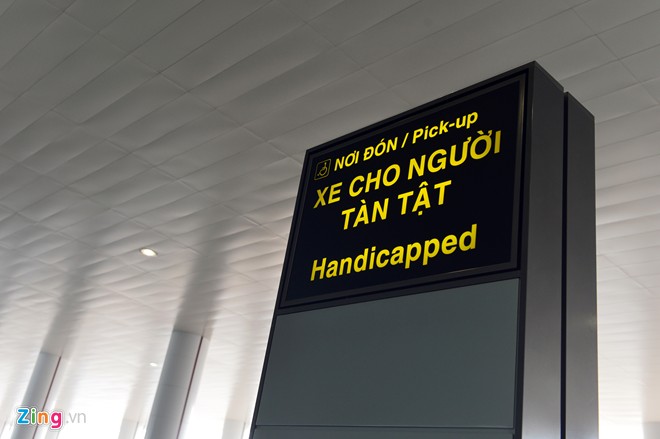 NƠI ĐÓN / Pick-up
XE CHO NGƯỜI
TÀN TẬT
Handicapped
Zing.vn